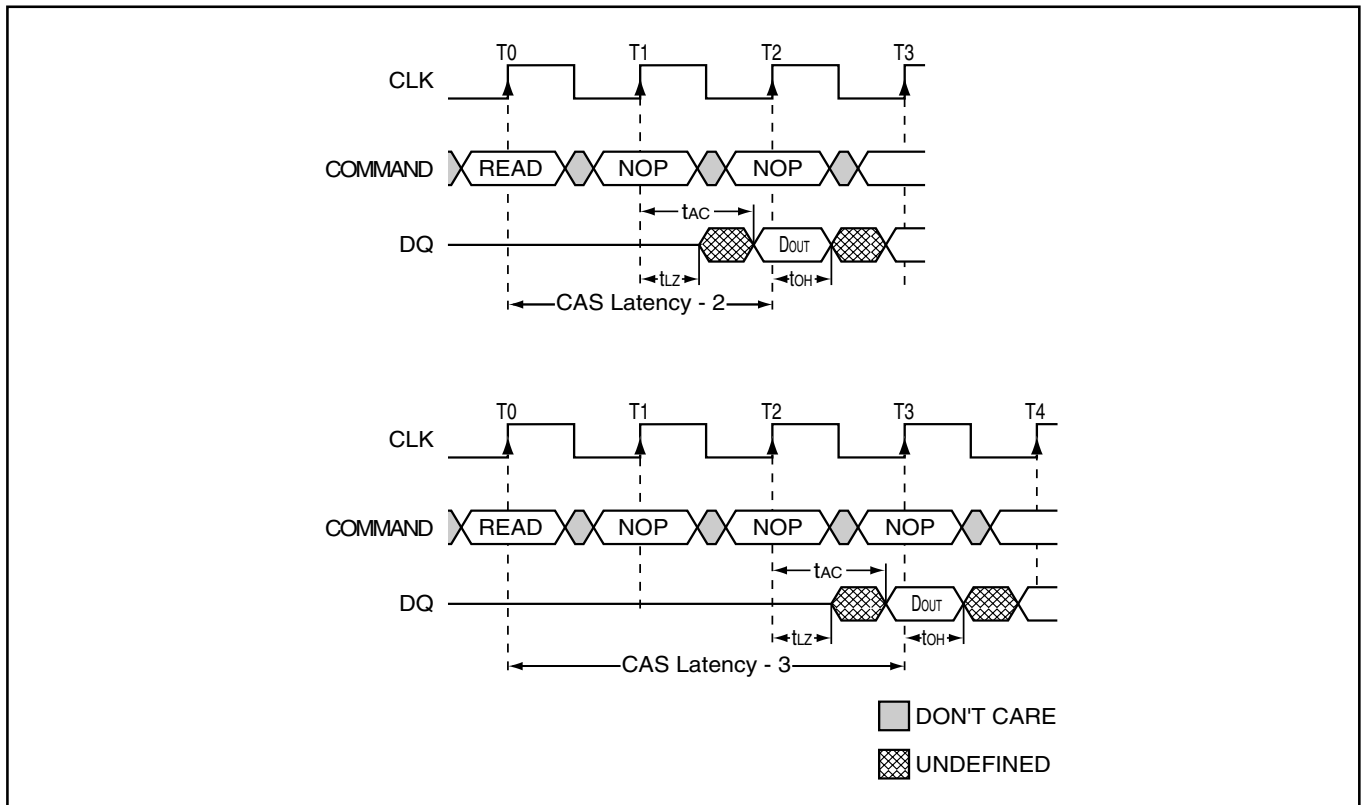 T0 T1 T2 T3
CLK
COMMAND READ NOP NOP
tAC
DQ DOUT
tLZ tOH
CAS Latency - 2
T0 T1 T2 T3 T4
CLK
COMMAND READ NOP NOP NOP
tAC
DQ DOUT
tLZ tOH
CAS Latency - 3
DON'T CARE
UNDEFINED